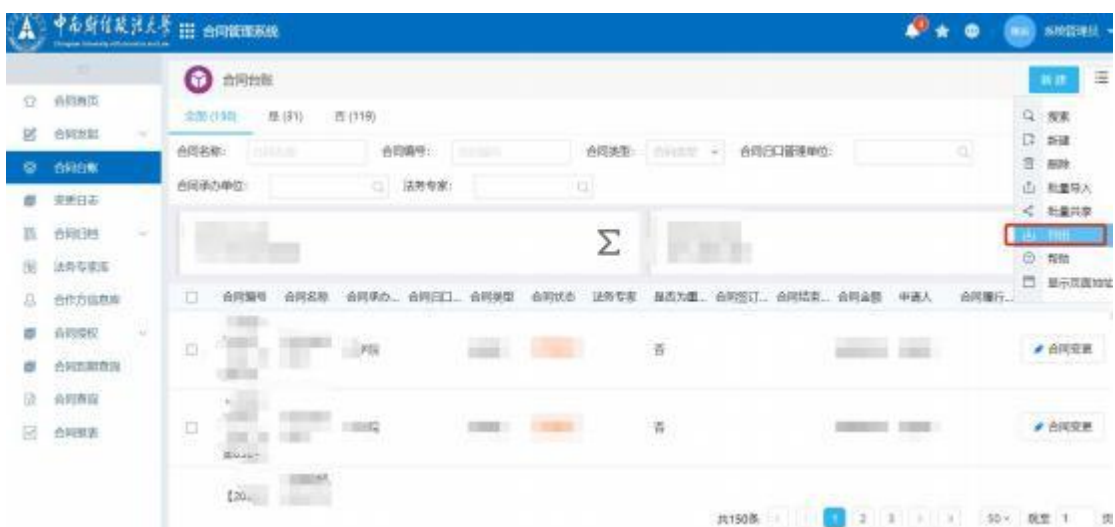 中南财经政法大学 合同管理系统 系统管理员
合同台账
新建
合同首页
全部(150) 是(31) 否(119)
搜索
新建
合同名称: 合同编号: 合同类型: 合同归口管理单位:
删除
合同台账
批量导入
合同承办单位: 法务专家:
变更日志
批量共享
合同归档
帮助
法务专家库
显示页面地址
合作方信息库
合同编号 合同名称 合同承办... 合同归口... 合同类型 合同状态 法务专家 是否为重... 合同签订... 合同结束... 合同金额 申请人 合同履行...
合同授权
否 合同变更
合同到期查询
合同查询
合同报表
否 合同变更
【20...
共150条 1 2 3 50 跳至 1 页